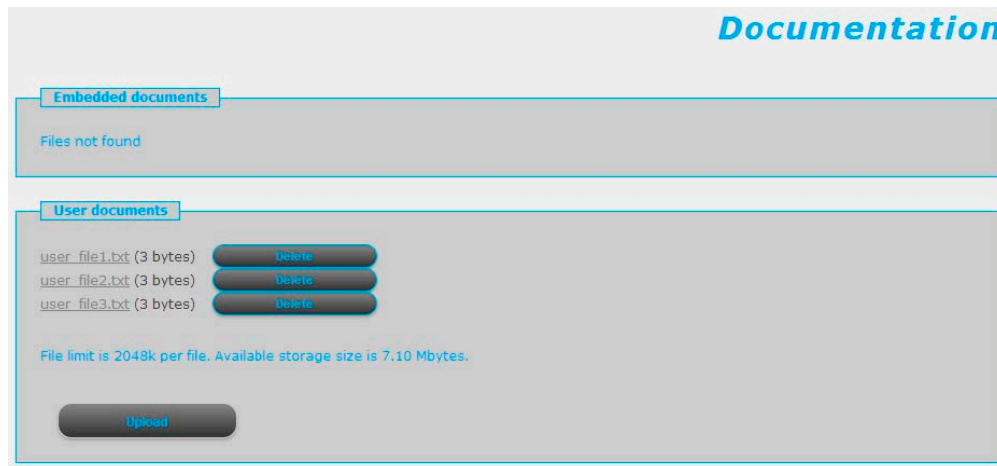 Documentation
Embedded documents
Files not found
User documents
user_file1.txt (3 bytes) Delete
user_file2.txt (3 bytes) Delete
user_file3.txt (3 bytes) Delete
File limit is 2048k per file. Available storage size is 7.10 Mbytes.
Upload